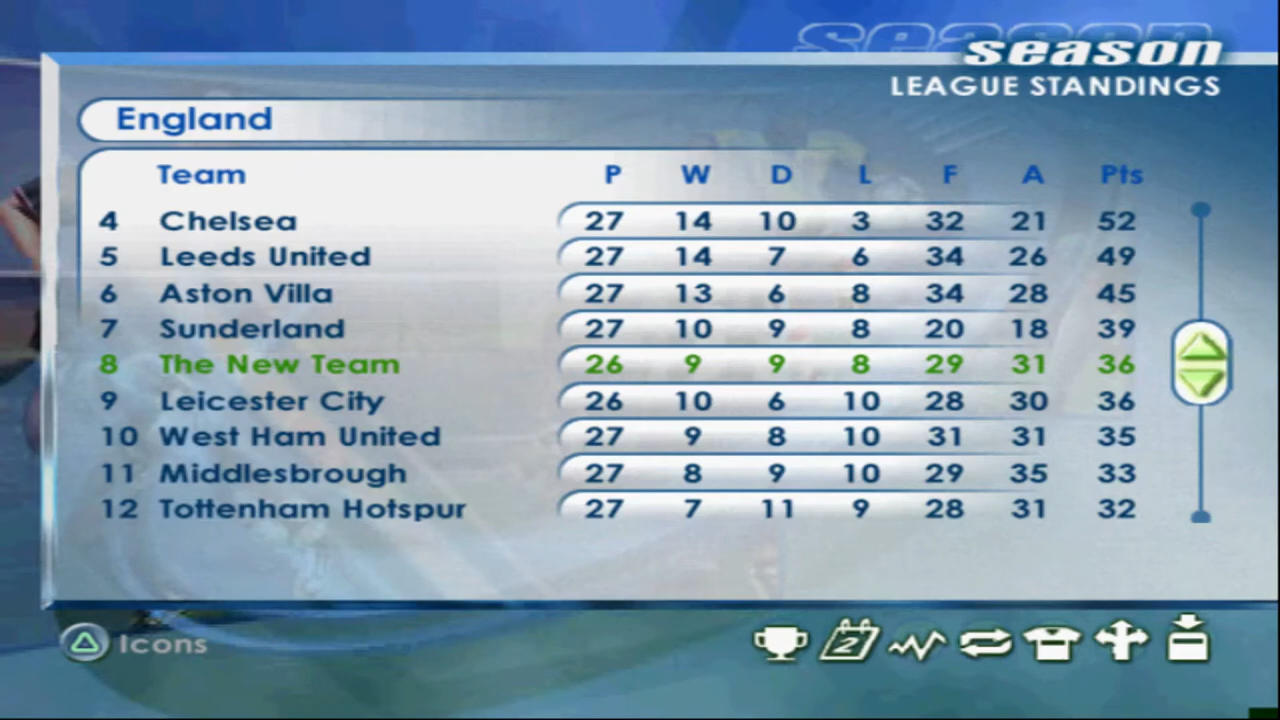 season
season
LEAGUE STANDINGS
England
Team P W D L F A Pts
4 Chelsea 27 14 10 3 32 21 52
5 Leeds United 27 14 7 6 34 26 49
6 Aston Villa 27 13 6 8 34 28 45
7 Sunderland 27 10 9 8 20 18 39
8 The New Team 26 9 9 8 29 31 36
9 Leicester City 26 10 6 10 28 30 36
10 West Ham United 27 9 8 10 31 31 35
11 Middlesbrough 27 8 9 10 29 35 33
12 Tottenham Hotspur 27 7 11 9 28 31 32
Icons 2